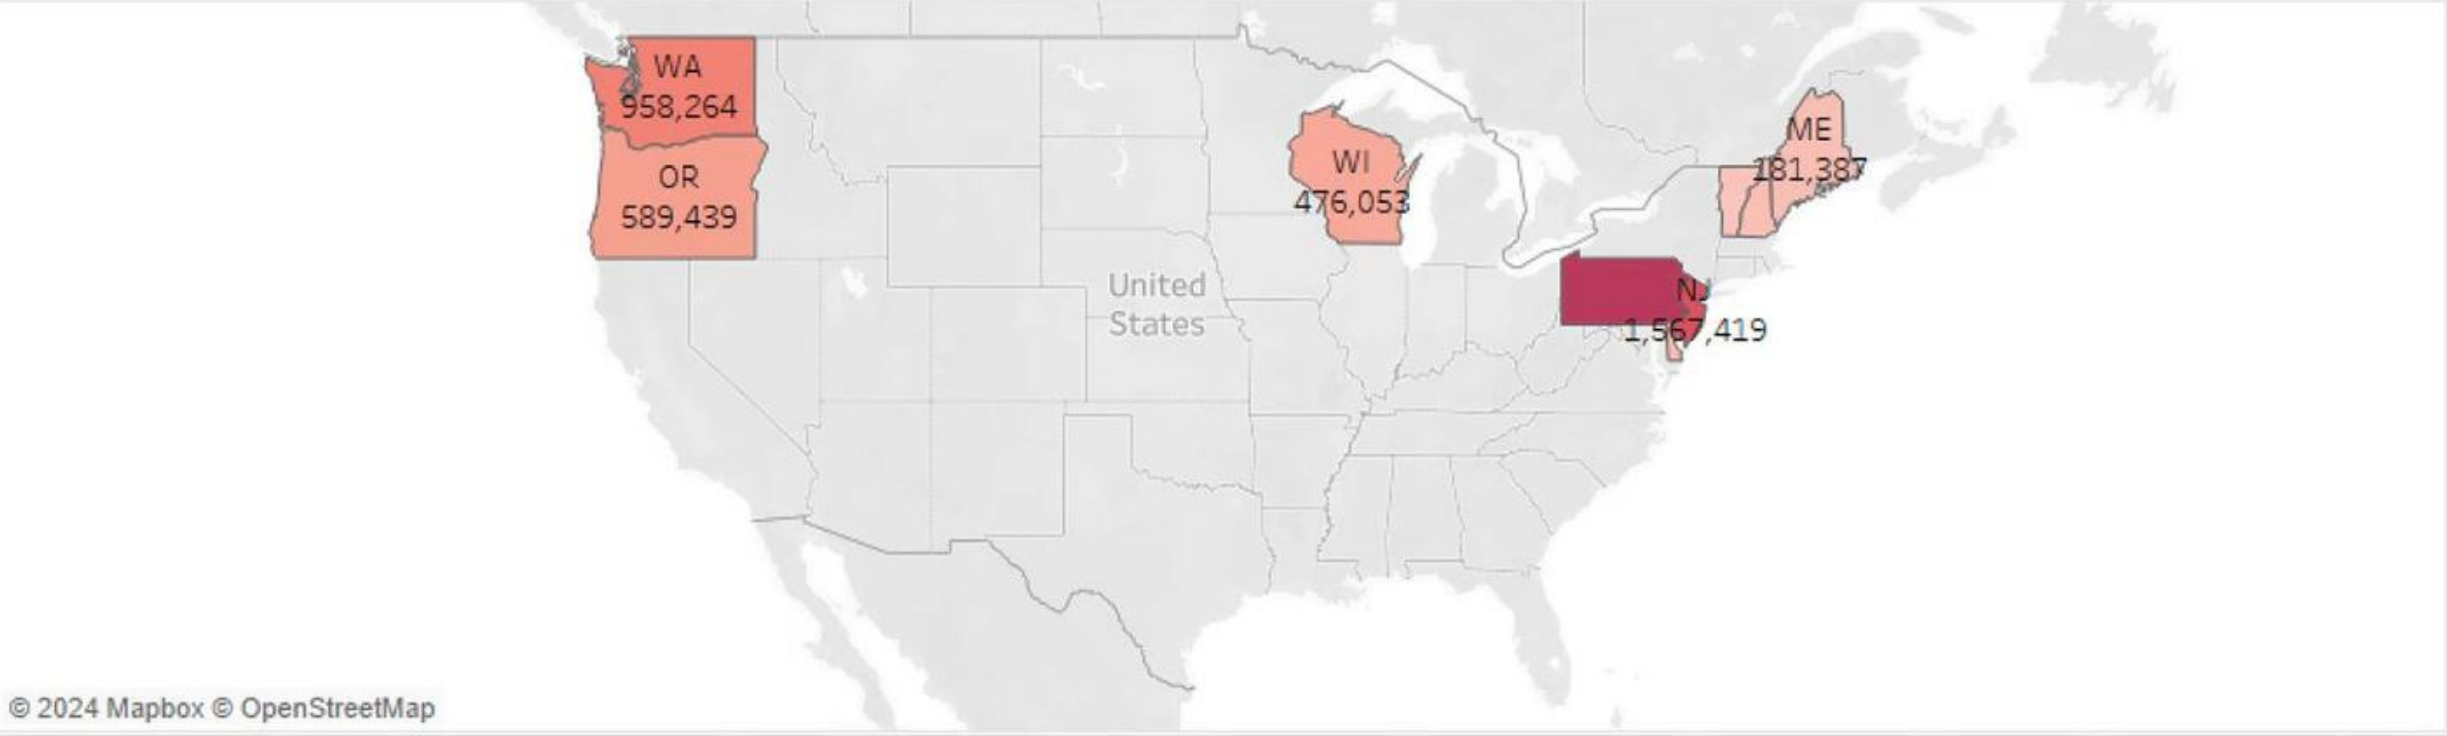 WA
958,264
OR
589,439
WI
476,053
ME
181,387
United
States
NJ
1,567,419
© 2024 Mapbox © OpenStreetMap